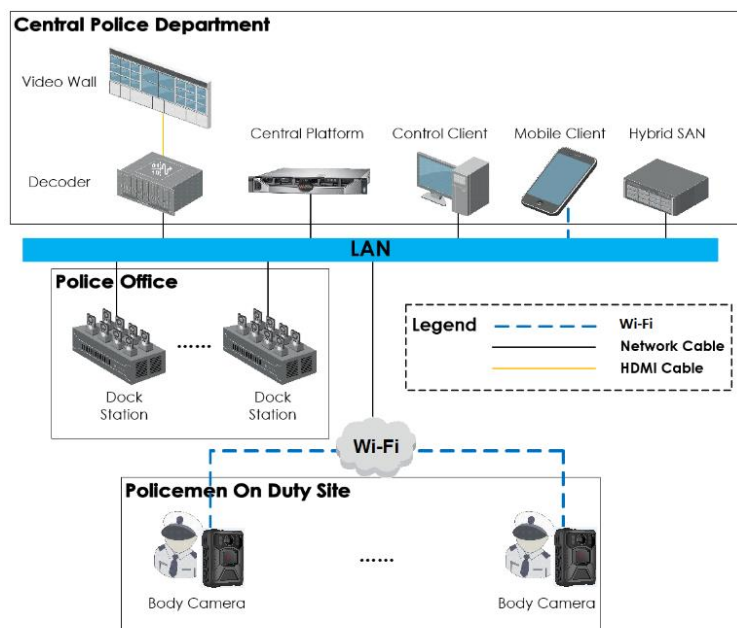 Central Police Department
Video Wall
Decoder
Central Platform
Control Client
Mobile Client
Hybrid SAN
LAN
Police Office
......
Dock
Station
Dock
Station
Legend
Wi-Fi
Network Cable
HDMI Cable
Wi-Fi
Policemen On Duty Site
......
Body Camera
Body Camera